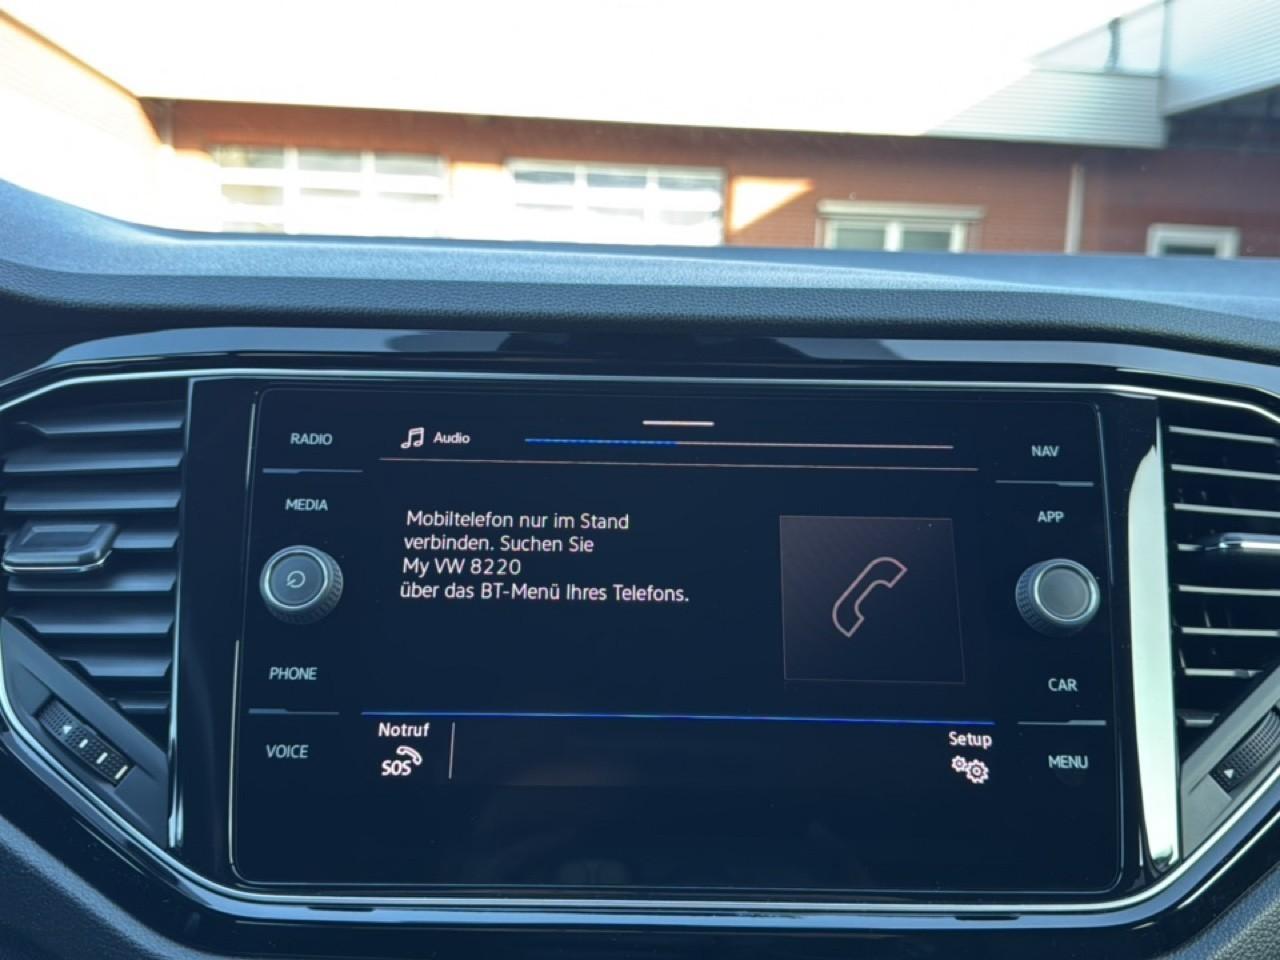 RADIO
MEDIA
PHONE
VOICE
Audio
Mobiltelefon nur im Stand
verbinden. Suchen Sie
My VW 8220
über das BT-Menü Ihres Telefons.
Notruf
SOS
Setup
NAV
APP
CAR
MENU